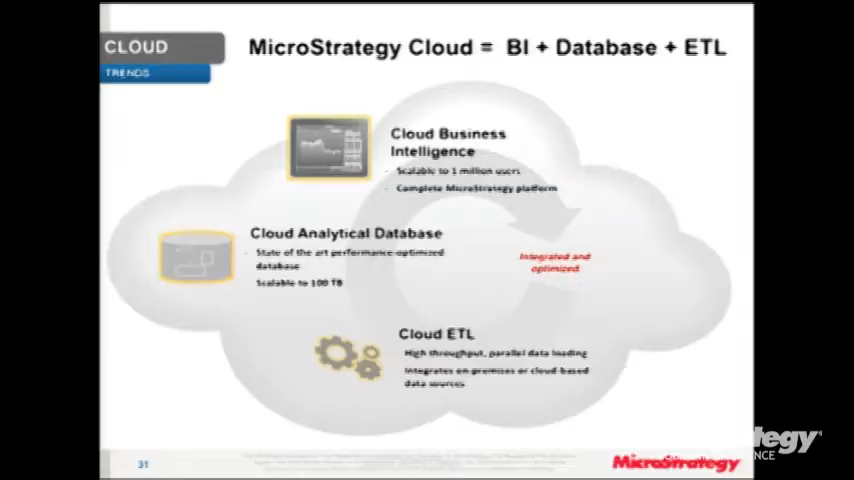 CLOUD
MicroStrategy Cloud = BI + Database + ETL
TRENDS
Cloud Business
Intelligence
Scalable to 1 million users
Complete MicroStrategy platform
Cloud Analytical Database
State of the art performance-optimized
database
Scalable to 100 TB
Integrated and
optimized
Cloud ETL
High throughput, parallel data loading
Integrates on-premises or cloud-based
data sources
31
MicroStrategy